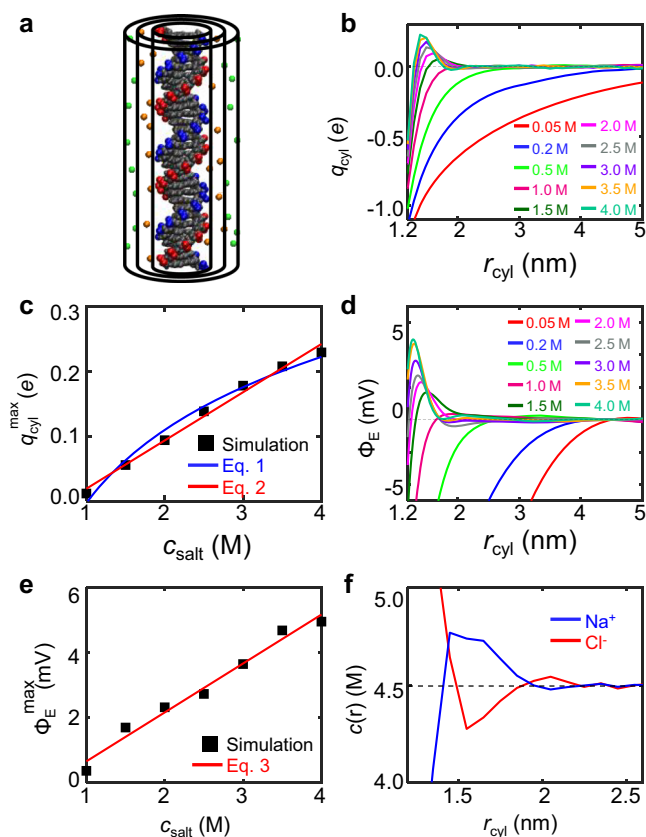 a
b
0.0
-0.5
-1.0
q_cyl (e)
0.05 M
0.2 M
0.5 M
1.0 M
1.5 M
2.0 M
2.5 M
3.0 M
3.5 M
4.0 M
1.2 2 3 4 5
r_cyl (nm)
c
0.3
0.2
0.1
0.0
q_cyl^max (e)
Simulation
Eq. 1
Eq. 2
1 2 3 4
c_salt (M)
d
5
0
-5
Φ_E (mV)
0.05 M
0.2 M
0.5 M
1.0 M
1.5 M
2.0 M
2.5 M
3.0 M
3.5 M
4.0 M
1.2 2 3 4 5
r_cyl (nm)
e
6
4
2
0
Φ_E^max (mV)
Simulation
Eq. 3
1 2 3 4
c_salt (M)
f
5.0
4.5
4.0
c(r) (M)
Na⁺
Cl⁻
1.5 2 2.5
r_cyl (nm)